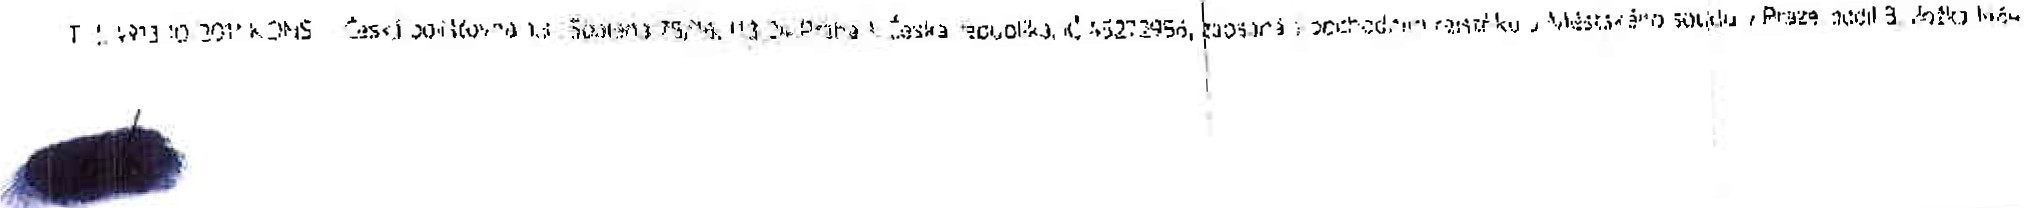 Česká pojišťovna a.s. Spálená 75/16, 113 04 Praha 1 Česká republika, IČ 45272956, zapsaná v obchodním rejstříku u Městského soudu v Praze oddíl B, vložka